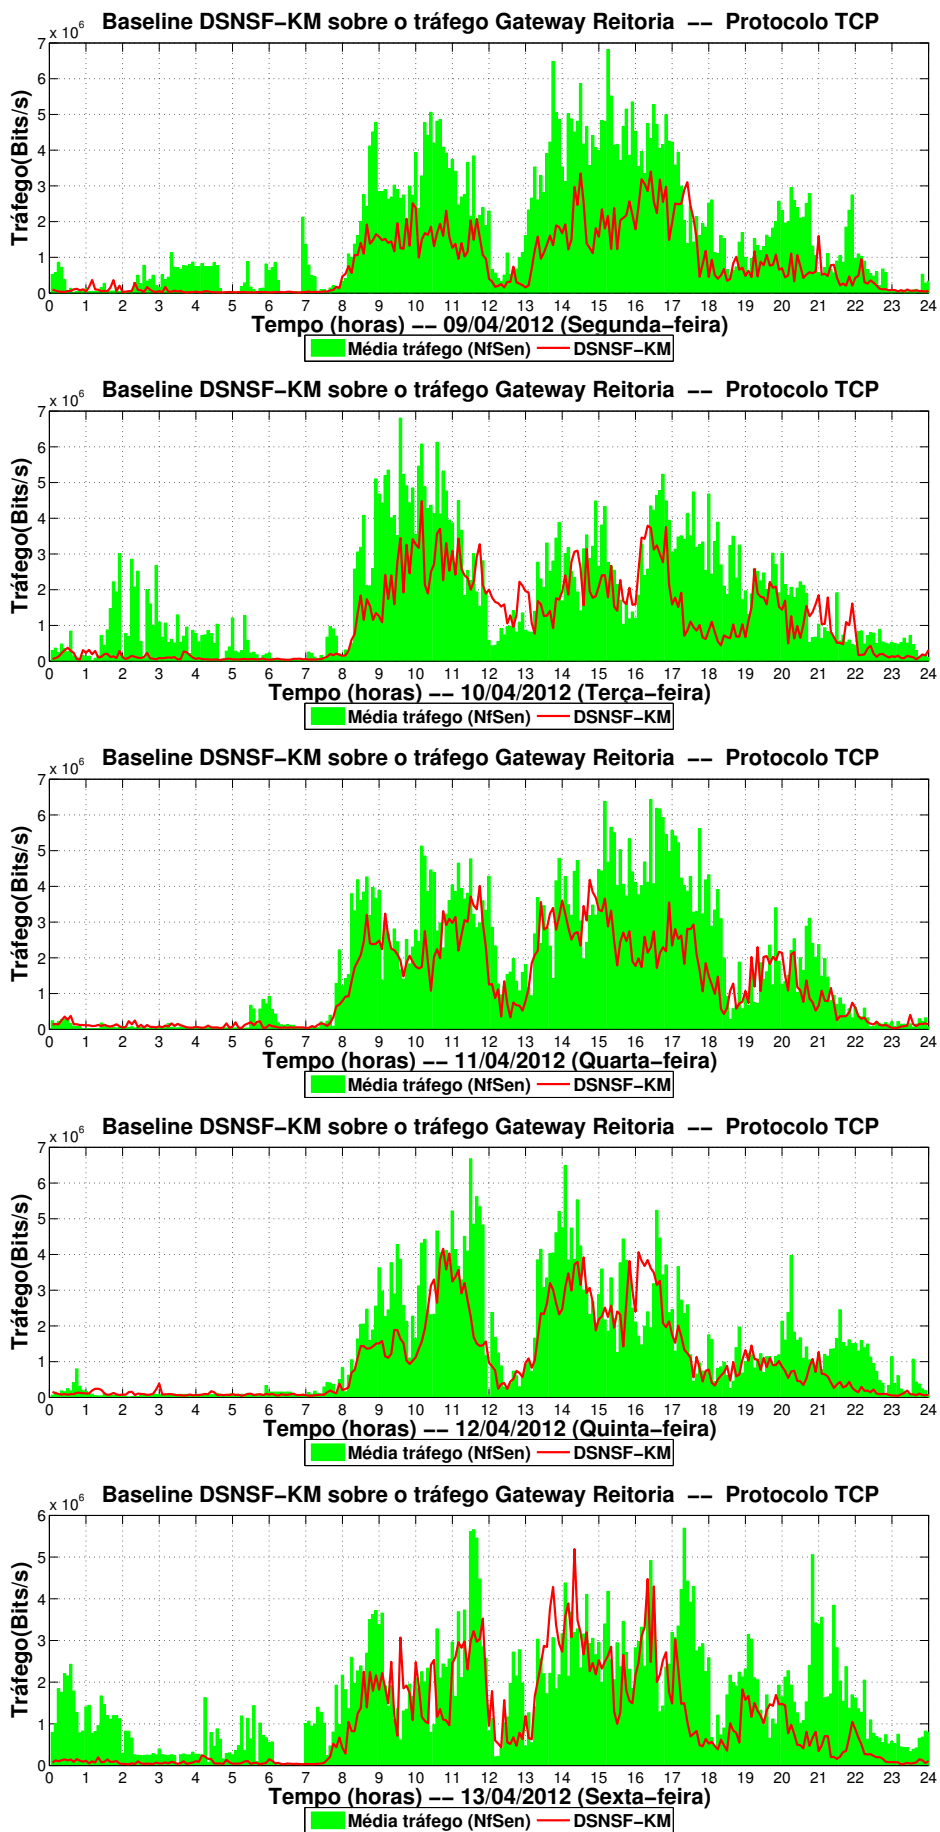 Baseline DSNSF−KM sobre o tráfego Gateway Reitoria −− Protocolo TCP
x 10^6
Tráfego(Bits/s)
7
6
5
4
3
2
1
0
0 1 2 3 4 5 6 7 8 9 10 11 12 13 14 15 16 17 18 19 20 21 22 23 24
Tempo (horas) −− 09/04/2012 (Segunda−feira)
Média tráfego (NfSen) DSNSF−KM
Baseline DSNSF−KM sobre o tráfego Gateway Reitoria −− Protocolo TCP
x 10^6
Tráfego(Bits/s)
7
6
5
4
3
2
1
0
0 1 2 3 4 5 6 7 8 9 10 11 12 13 14 15 16 17 18 19 20 21 22 23 24
Tempo (horas) −− 10/04/2012 (Terça−feira)
Média tráfego (NfSen) DSNSF−KM
Baseline DSNSF−KM sobre o tráfego Gateway Reitoria −− Protocolo TCP
x 10^6
Tráfego(Bits/s)
7
6
5
4
3
2
1
0
0 1 2 3 4 5 6 7 8 9 10 11 12 13 14 15 16 17 18 19 20 21 22 23 24
Tempo (horas) −− 11/04/2012 (Quarta−feira)
Média tráfego (NfSen) DSNSF−KM
Baseline DSNSF−KM sobre o tráfego Gateway Reitoria −− Protocolo TCP
x 10^6
Tráfego(Bits/s)
7
6
5
4
3
2
1
0
0 1 2 3 4 5 6 7 8 9 10 11 12 13 14 15 16 17 18 19 20 21 22 23 24
Tempo (horas) −− 12/04/2012 (Quinta−feira)
Média tráfego (NfSen) DSNSF−KM
Baseline DSNSF−KM sobre o tráfego Gateway Reitoria −− Protocolo TCP
x 10^6
Tráfego(Bits/s)
6
5
4
3
2
1
0
0 1 2 3 4 5 6 7 8 9 10 11 12 13 14 15 16 17 18 19 20 21 22 23 24
Tempo (horas) −− 13/04/2012 (Sexta−feira)
Média tráfego (NfSen) DSNSF−KM